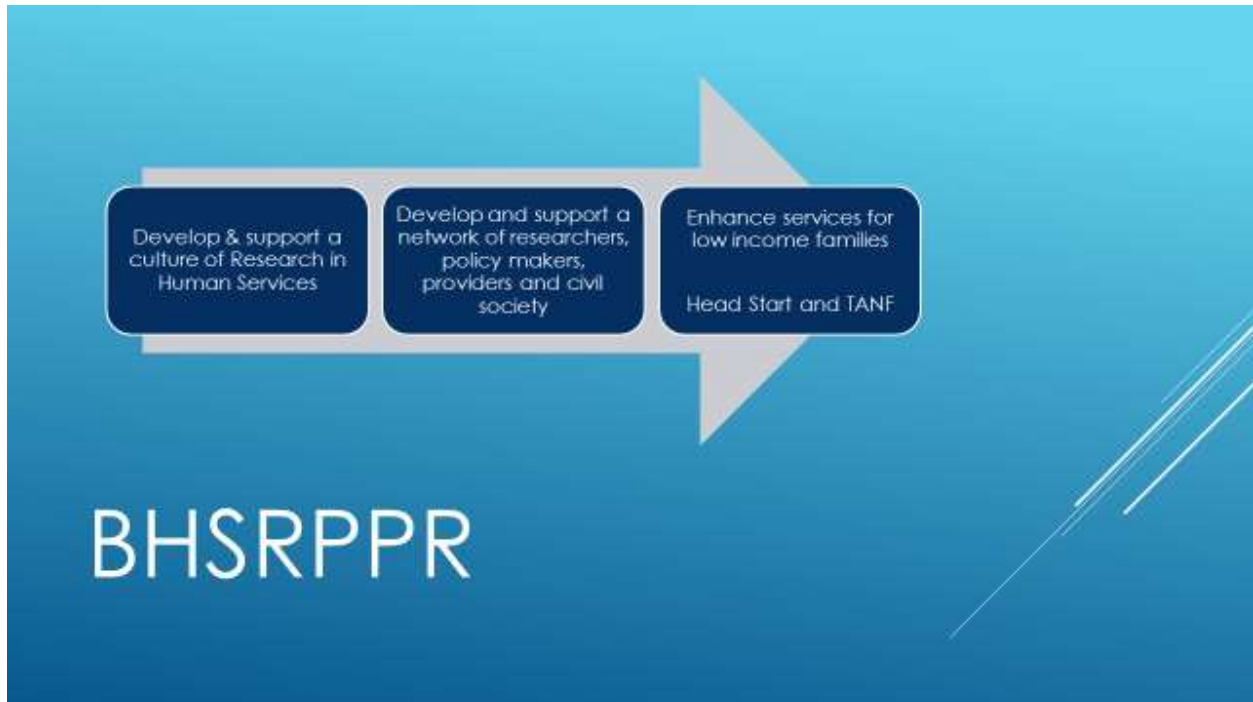 Develop & support a
culture of Research in
Human Services
Develop and support a
network of researchers,
policy makers,
providers and civil
society
Enhance services for
low income families
Head Start and TANF
BHSRPPR